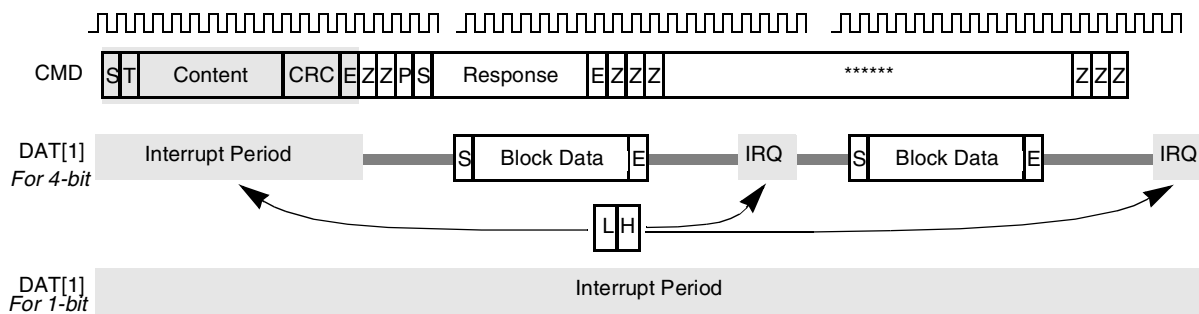 CMD S T Content CRC E Z Z P S Response E Z Z Z ****** Z Z Z
DAT[1] Interrupt Period S Block Data E IRQ S Block Data E IRQ
For 4-bit
L H
DAT[1]
For 1-bit
Interrupt Period